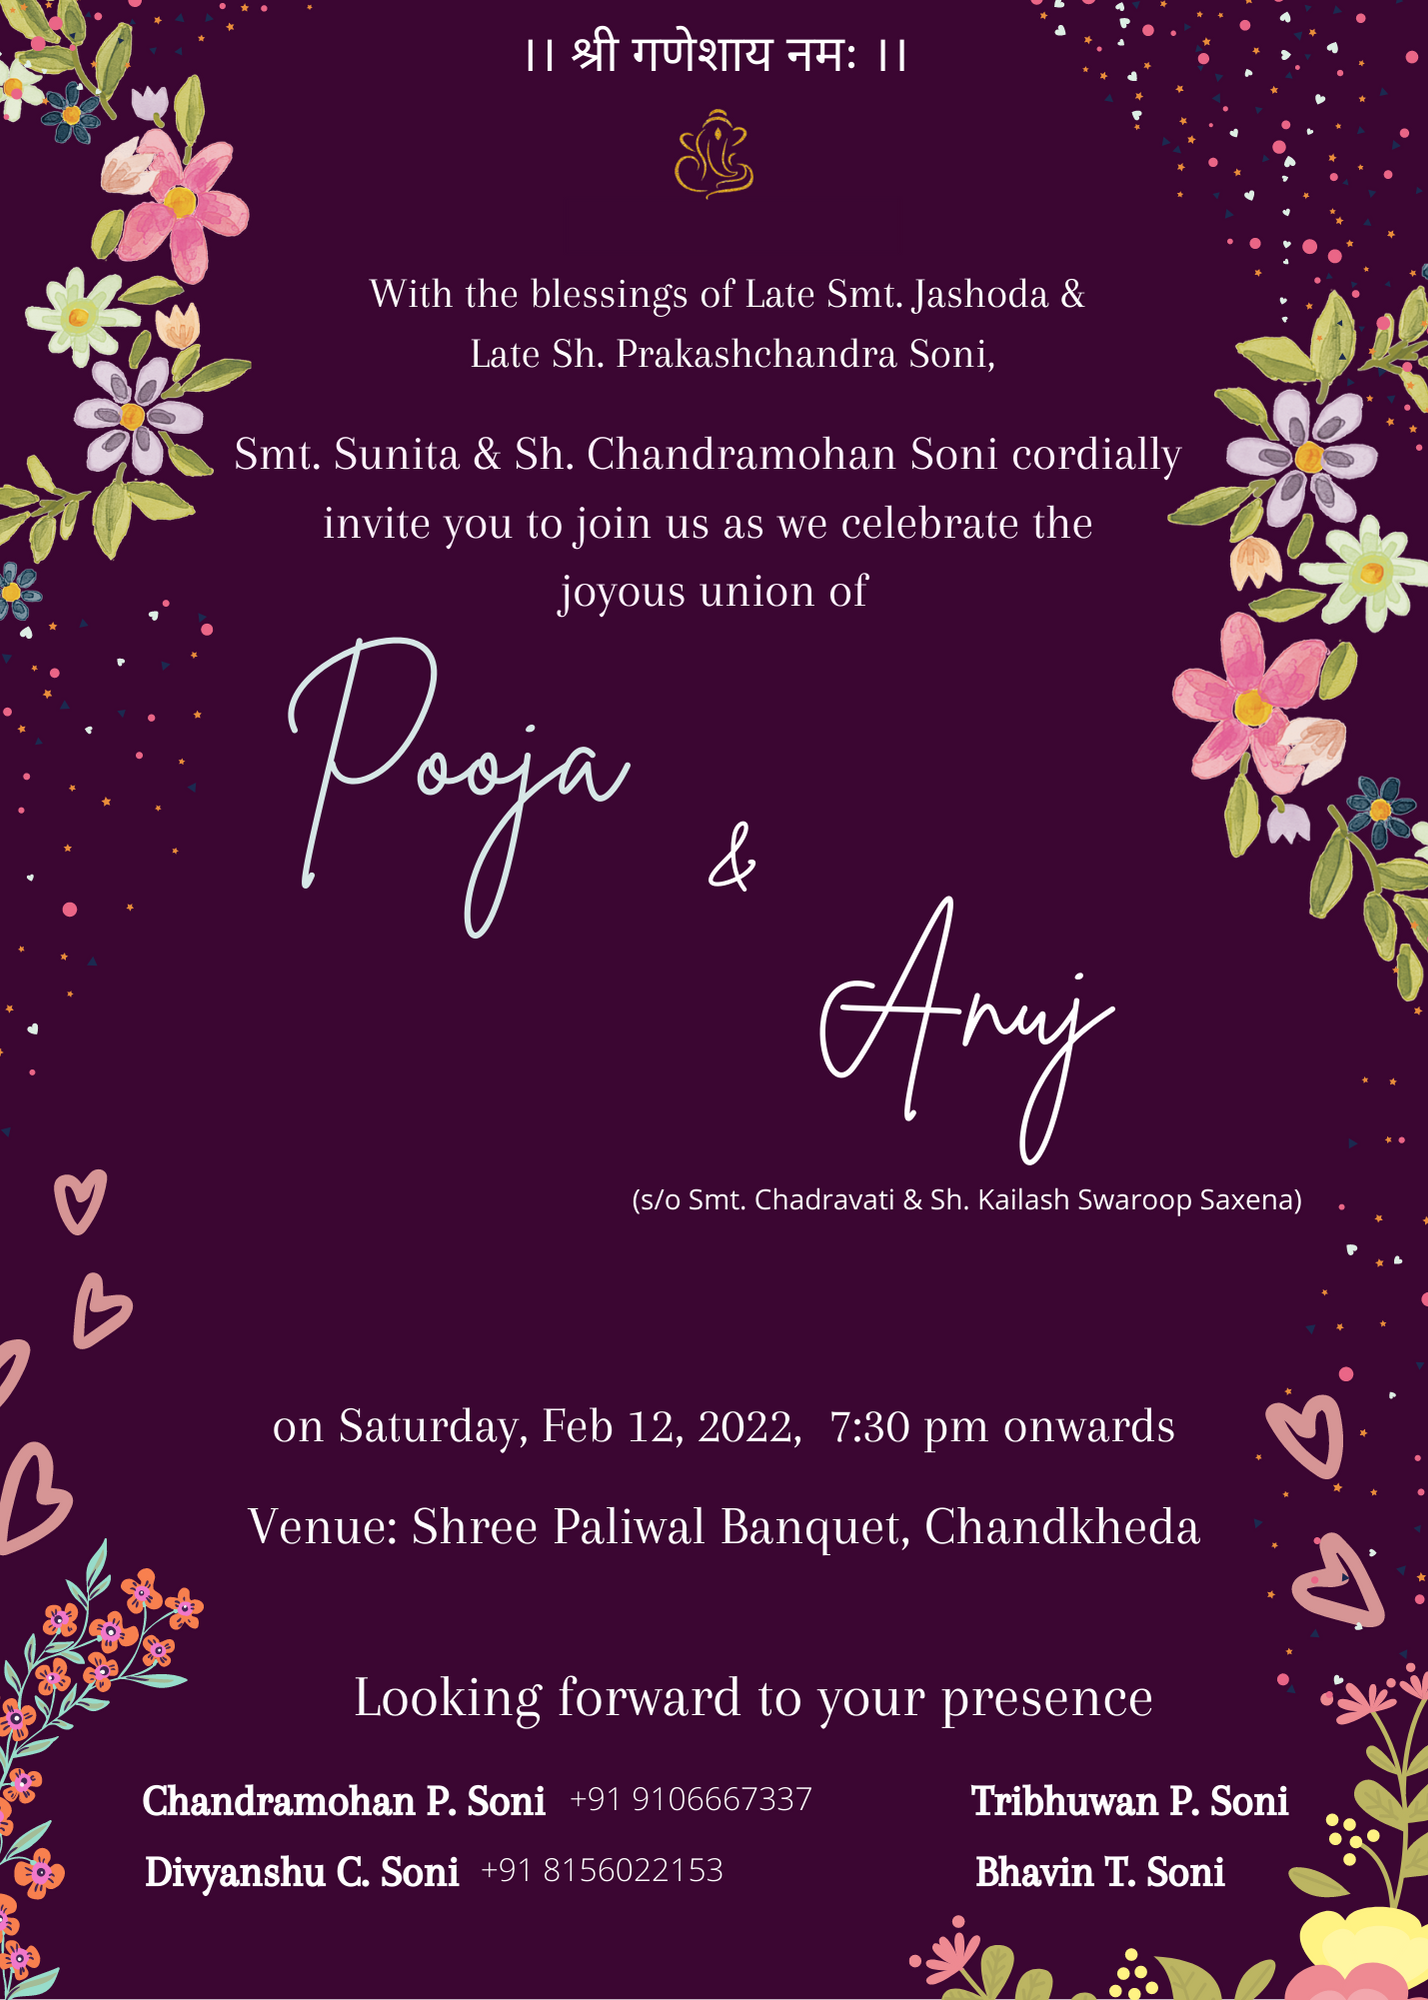 ।। श्री गणेशाय नमः ।।
With the blessings of Late Smt. Jashoda &
Late Sh. Prakashchandra Soni,
Smt. Sunita & Sh. Chandramohan Soni cordially
invite you to join us as we celebrate the
joyous union of
Pooja
&
Anuj
(s/o Smt. Chadravati & Sh. Kailash Swaroop Saxena)
on Saturday, Feb 12, 2022,  7:30 pm onwards
Venue: Shree Paliwal Banquet, Chandkheda
Looking forward to your presence
Chandramohan P. Soni +91 9106667337 Tribhuwan P. Soni
Divyanshu C. Soni +91 8156022153 Bhavin T. Soni